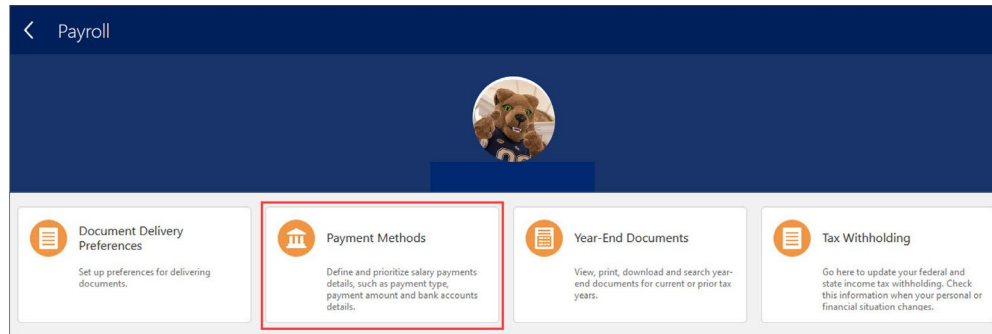 Payroll
Document Delivery
Preferences
Set up preferences for delivering
documents.
Payment Methods
Define and prioritize salary payments
details, such as payment type,
payment amount and bank accounts
details.
Year-End Documents
View, print, download and search year-
end documents for current or prior tax
years.
Tax Withholding
Go here to update your federal and
state income tax withholding. Check
this information when your personal or
financial situation changes.